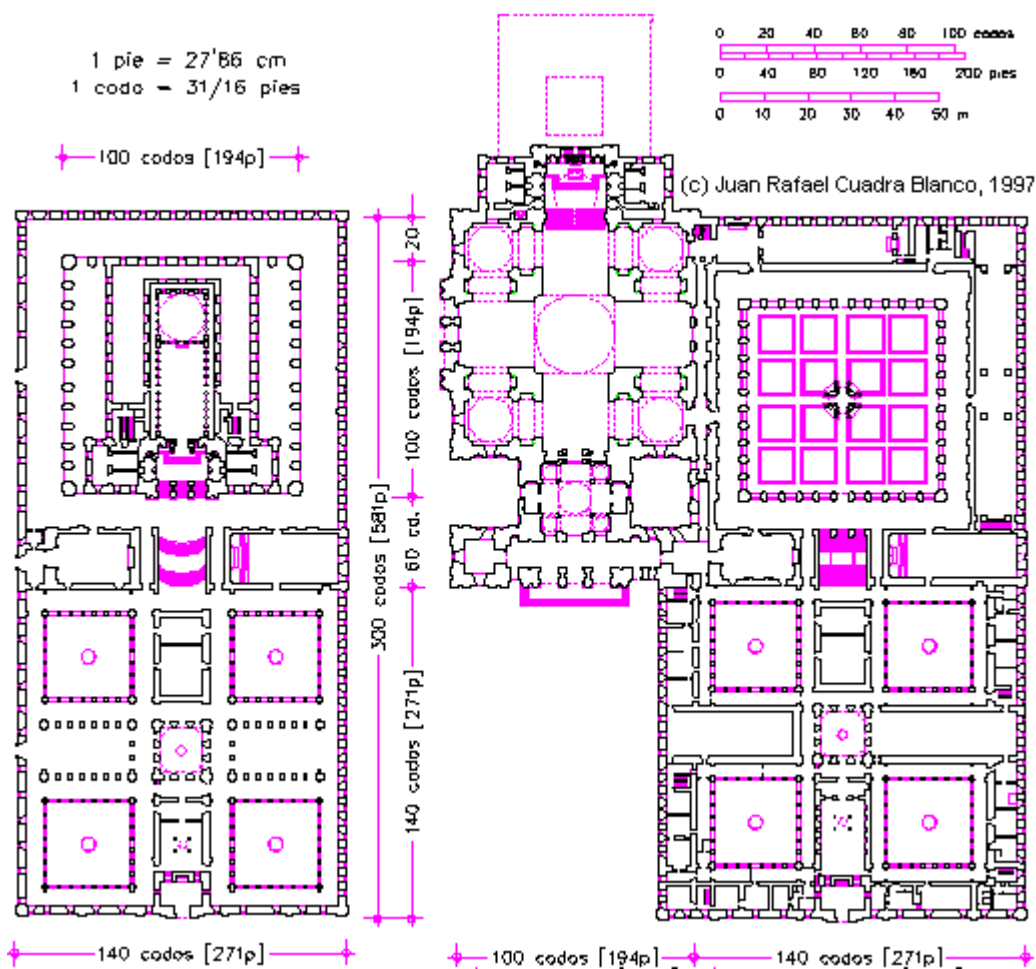 1 pie = 27'86 cm
1 codo = 31/16 pies
100 codos [194p]
0 20 40 60 80 100 codos
0 40 80 120 160 200 pies
0 10 20 30 40 50 m
(c) Juan Rafael Cuadra Blanco, 1997
20
100 codos [194p]
60 cd.
300 codos [581p]
140 codos [271p]
140 codos [271p]
100 codos [194p]
140 codos [271p]